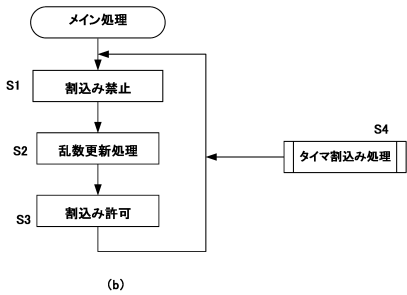 メイン処理
S1
割込み禁止
S4
S2
乱数更新処理
タイマ割込み処理
S3
割込み許可
(b)